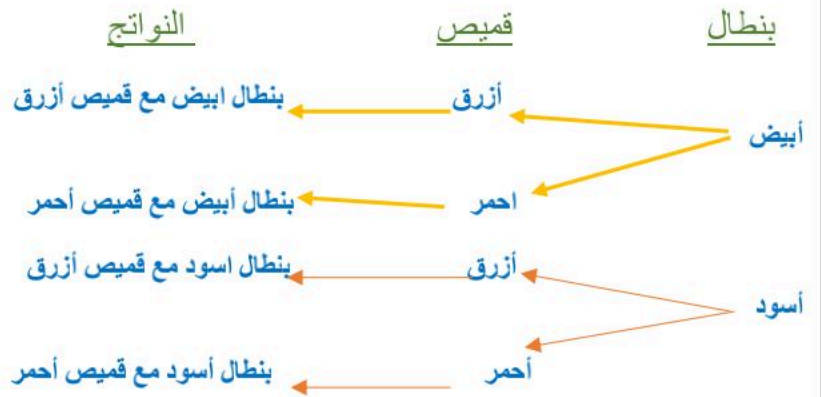 بنطال قميص النواتج
أزرق بنطال ابيض مع قميص أزرق
أبيض
احمر بنطال أبيض مع قميص أحمر
أزرق بنطال اسود مع قميص أزرق
أسود
أحمر بنطال أسود مع قميص أحمر